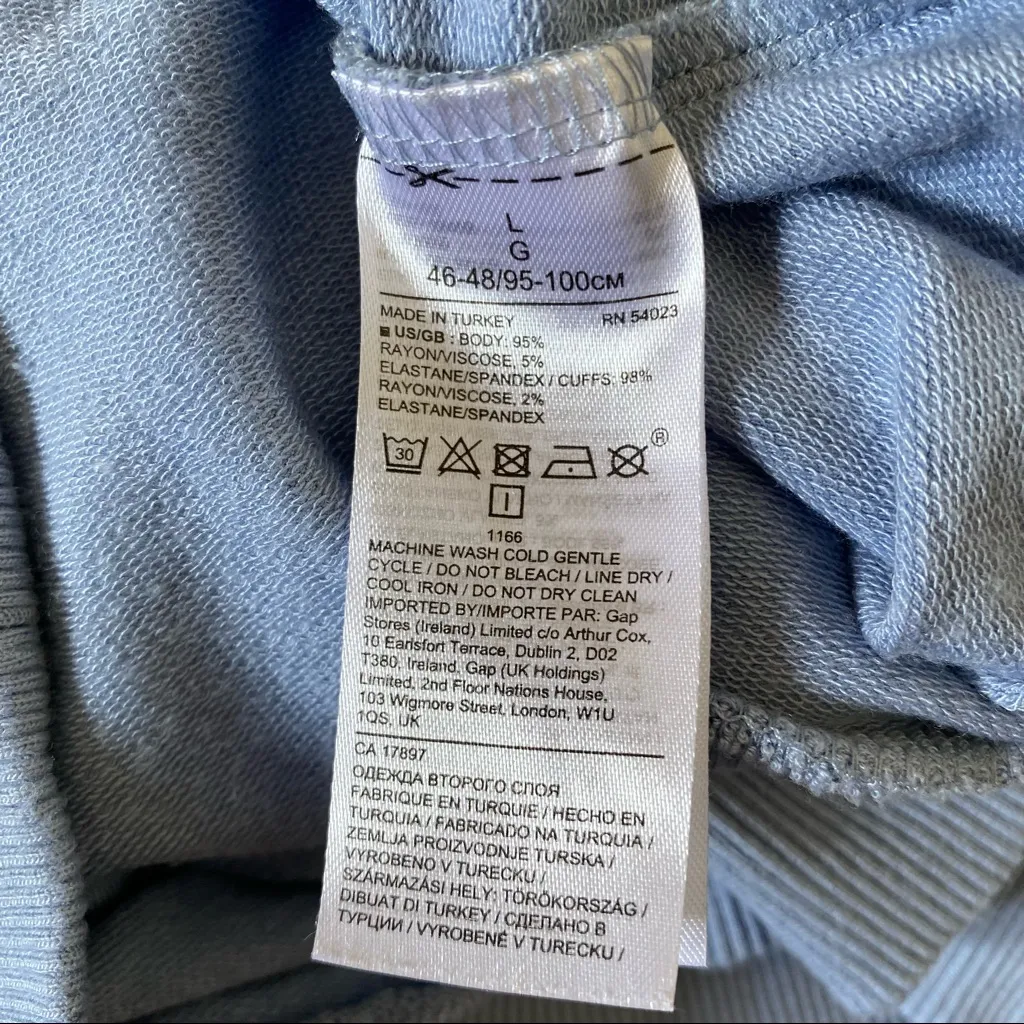 L
G
46-48/95-100CM
MADE IN TURKEY RN 54023
US/GB : BODY: 95%
RAYON/VISCOSE, 5%
ELASTANE/SPANDEX / CUFFS: 98%
RAYON/VISCOSE, 2%
ELASTANE/SPANDEX
30 ®
I
1166
MACHINE WASH COLD GENTLE
CYCLE / DO NOT BLEACH / LINE DRY /
COOL IRON / DO NOT DRY CLEAN
IMPORTED BY/IMPORTE PAR: Gap
Stores (Ireland) Limited c/o Arthur Cox,
10 Earlsfort Terrace, Dublin 2, D02
T380, Ireland. Gap (UK Holdings)
Limited, 2nd Floor Nations House,
103 Wigmore Street, London, W1U
1QS, UK
CA 17897
ОДЕЖДА ВТОРОГО СЛОЯ
FABRIQUE EN TURQUIE / HECHO EN
TURQUIA / FABRICADO NA TURQUIA /
ZEMLJA PROIZVODNJE TURSKA /
VYROBENO V TURECKU /
SZÁRMAZÁSI HELY: TÖRÖKORSZÁG /
DIBUAT DI TURKEY / СДЕЛАНО В
ТУРЦИИ / VYROBENÉ V TURECKU /